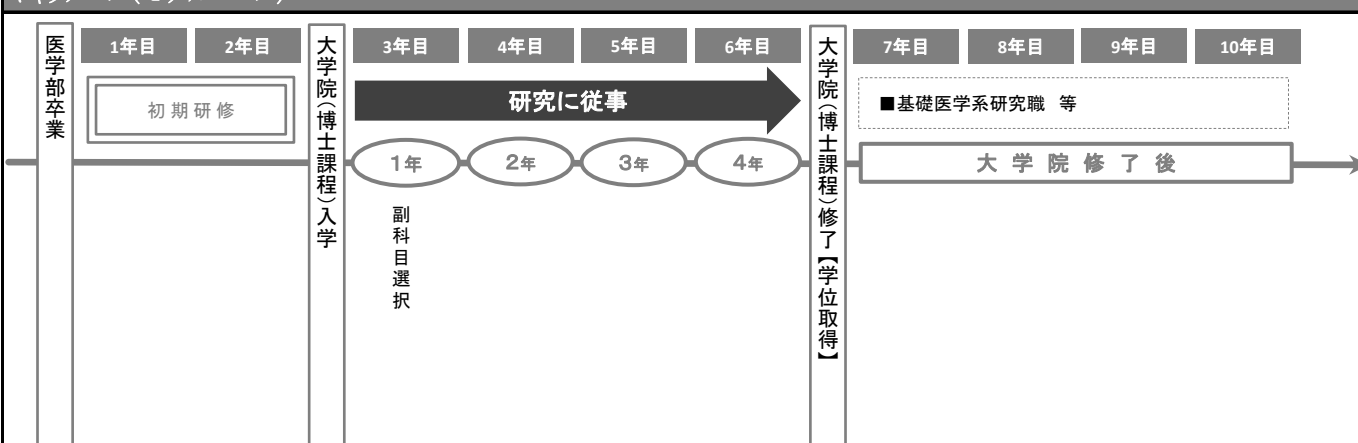 医学部卒業
1年目 2年目
初期研修
大学院(博士課程)入学
3年目 4年目 5年目 6年目
研究に従事
1年 2年 3年 4年
副科目選択
大学院(博士課程)修了【学位取得】
7年目 8年目 9年目 10年目
■基礎医学系研究職 等
大学院修了後